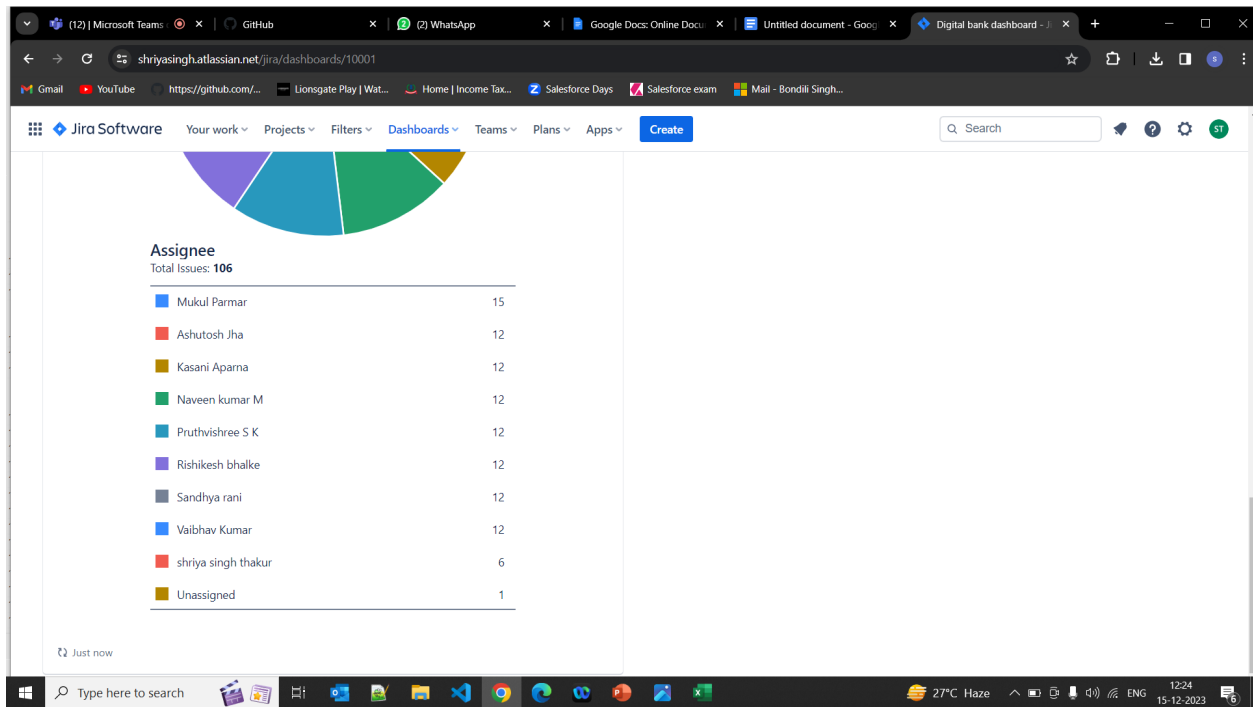 (12) | Microsoft Teams
GitHub
(2) WhatsApp
Google Docs: Online Docu
Untitled document - Goog
Digital bank dashboard - Ji
shriyasingh.atlassian.net/jira/dashboards/10001
S
Gmail
YouTube
https://github.com/...
Lionsgate Play | Wat...
Home | Income Tax...
Salesforce Days
Salesforce exam
Mail - Bondili Singh...
Jira Software
Your work
Projects
Filters
Dashboards
Teams
Plans
Apps
Create
Search
ST
Assignee
Total Issues: 106
Mukul Parmar 15
Ashutosh Jha 12
Kasani Aparna 12
Naveen kumar M 12
Pruthvishree S K 12
Rishikesh bhalke 12
Sandhya rani 12
Vaibhav Kumar 12
shriya singh thakur 6
Unassigned 1
Just now
Type here to search
27°C Haze
ENG
12:24
15-12-2023
6